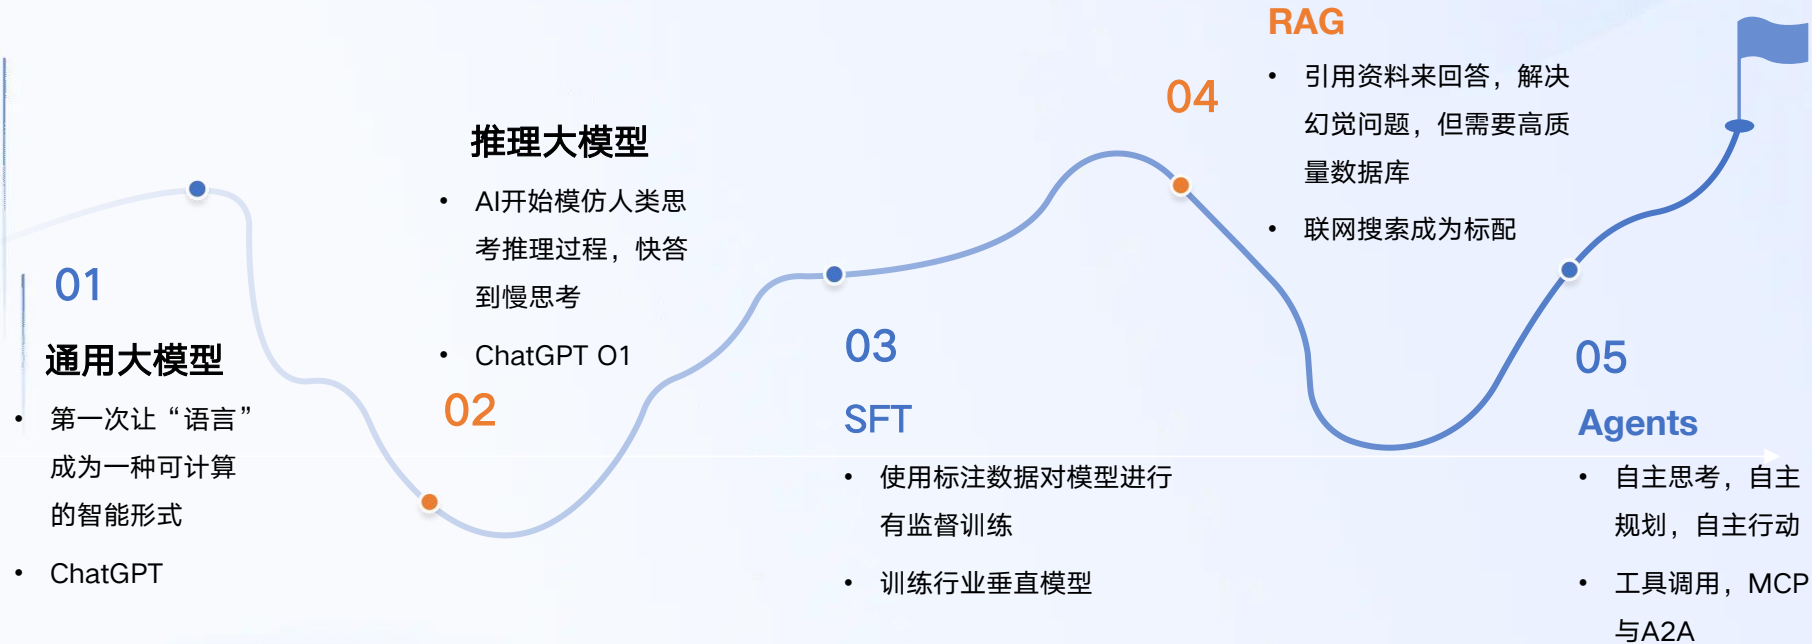 01
通用大模型
• 第一次让“语言”
成为一种可计算
的智能形式
• ChatGPT
推理大模型
• AI开始模仿人类思
考推理过程，快答
到慢思考
• ChatGPT O1
02
03
SFT
• 使用标注数据对模型进行
有监督训练
• 训练行业垂直模型
04
RAG
• 引用资料来回答，解决
幻觉问题，但需要高质
量数据库
• 联网搜索成为标配
05
Agents
• 自主思考，自主
规划，自主行动
• 工具调用，MCP
与A2A